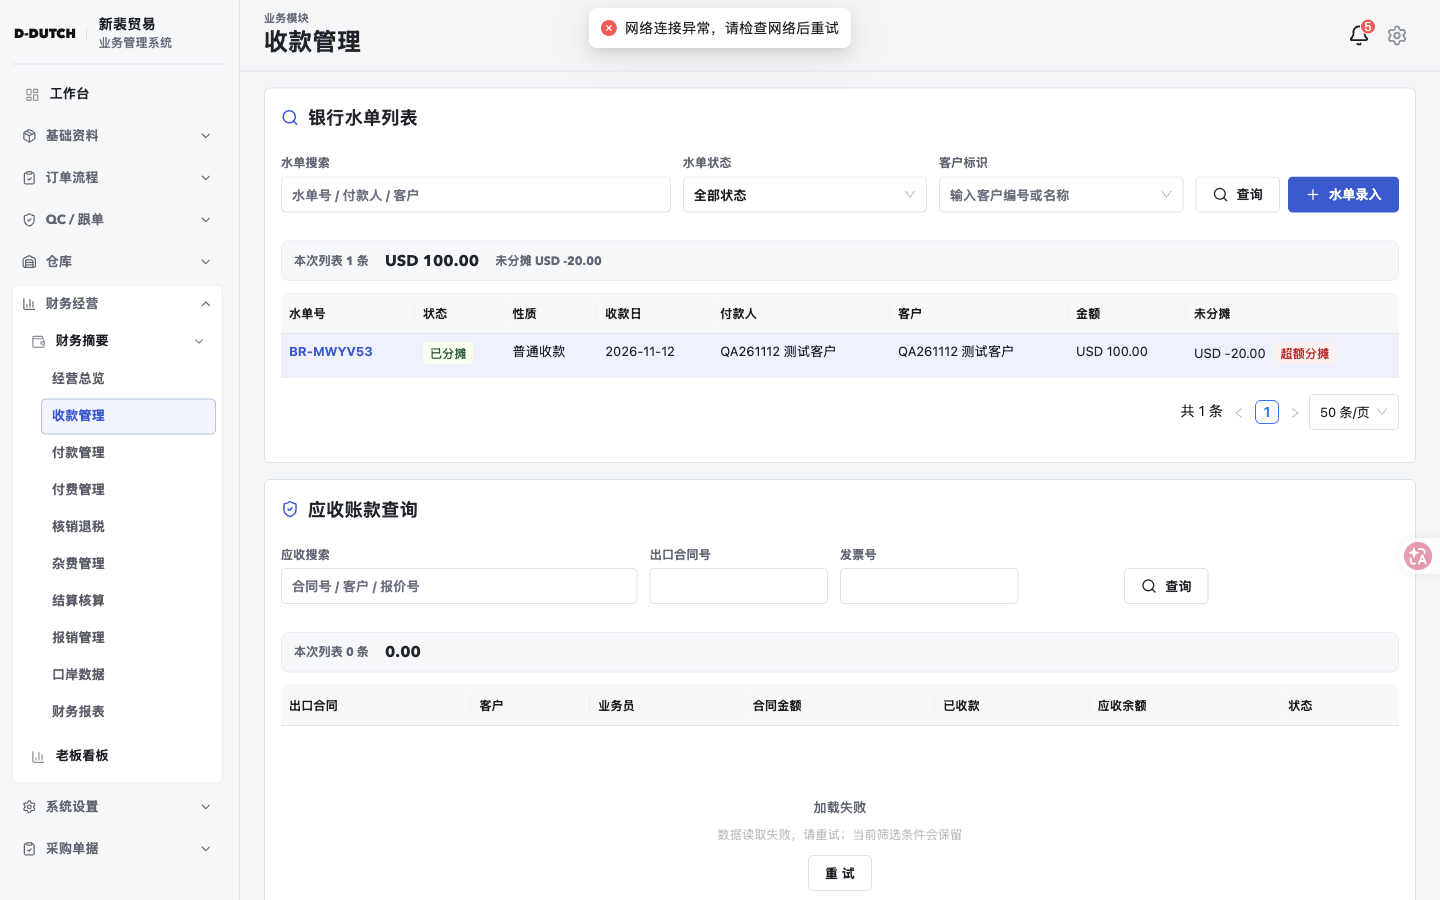 D-DUTCH
新裴贸易
业务管理系统
工作台
基础资料
订单流程
QC / 跟单
仓库
财务经营
财务摘要
经营总览
收款管理
付款管理
付费管理
核销退税
杂费管理
结算核算
报销管理
口岸数据
财务报表
老板看板
系统设置
采购单据
业务模块
收款管理
网络连接异常，请检查网络后重试
5
银行水单列表
水单搜索
水单状态
客户标识
水单号 / 付款人 / 客户
全部状态
输入客户编号或名称
查询
水单录入
本次列表 1 条 USD 100.00 未分摊 USD -20.00
水单号 状态 性质 收款日 付款人 客户 金额 未分摊
BR-MWYV53 已分摊 普通收款 2026-11-12 QA261112 测试客户 QA261112 测试客户 USD 100.00 USD -20.00 超额分摊
共 1 条 1 50 条/页
应收账款查询
应收搜索
出口合同号
发票号
合同号 / 客户 / 报价号
查询
本次列表 0 条 0.00
出口合同 客户 业务员 合同金额 已收款 应收余额 状态
加载失败
数据读取失败，请重试；当前筛选条件会保留
重 试